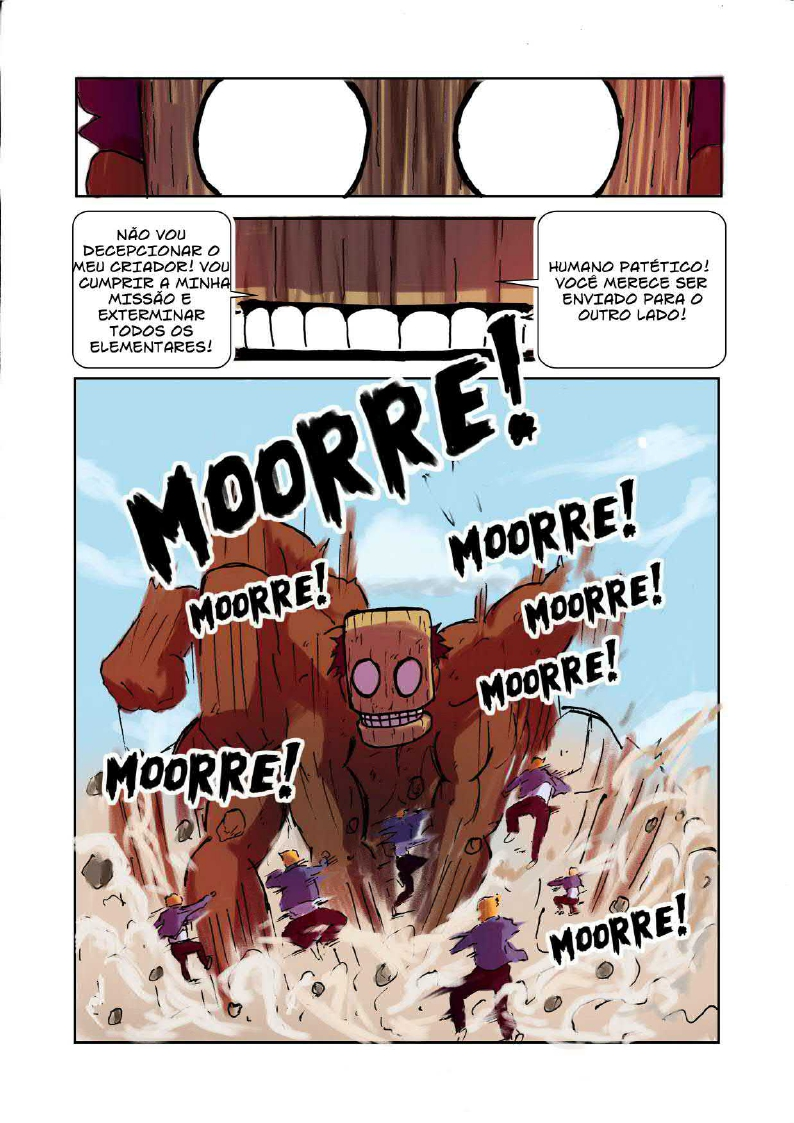 NÃO VOU
DECEPCIONAR O
MEU CRIADOR! VOU
CUMPRIR A MINHA
MISSÃO E
EXTERMINAR
TODOS OS
ELEMENTARES!
HUMANO PATÉTICO!
VOCÊ MERECE SER
ENVIADO PARA O
OUTRO LADO!
MOORRE!
MOORRE!
MOORRE!
MOORRE!
MOORRE!
MOORRE!
MOORRE!